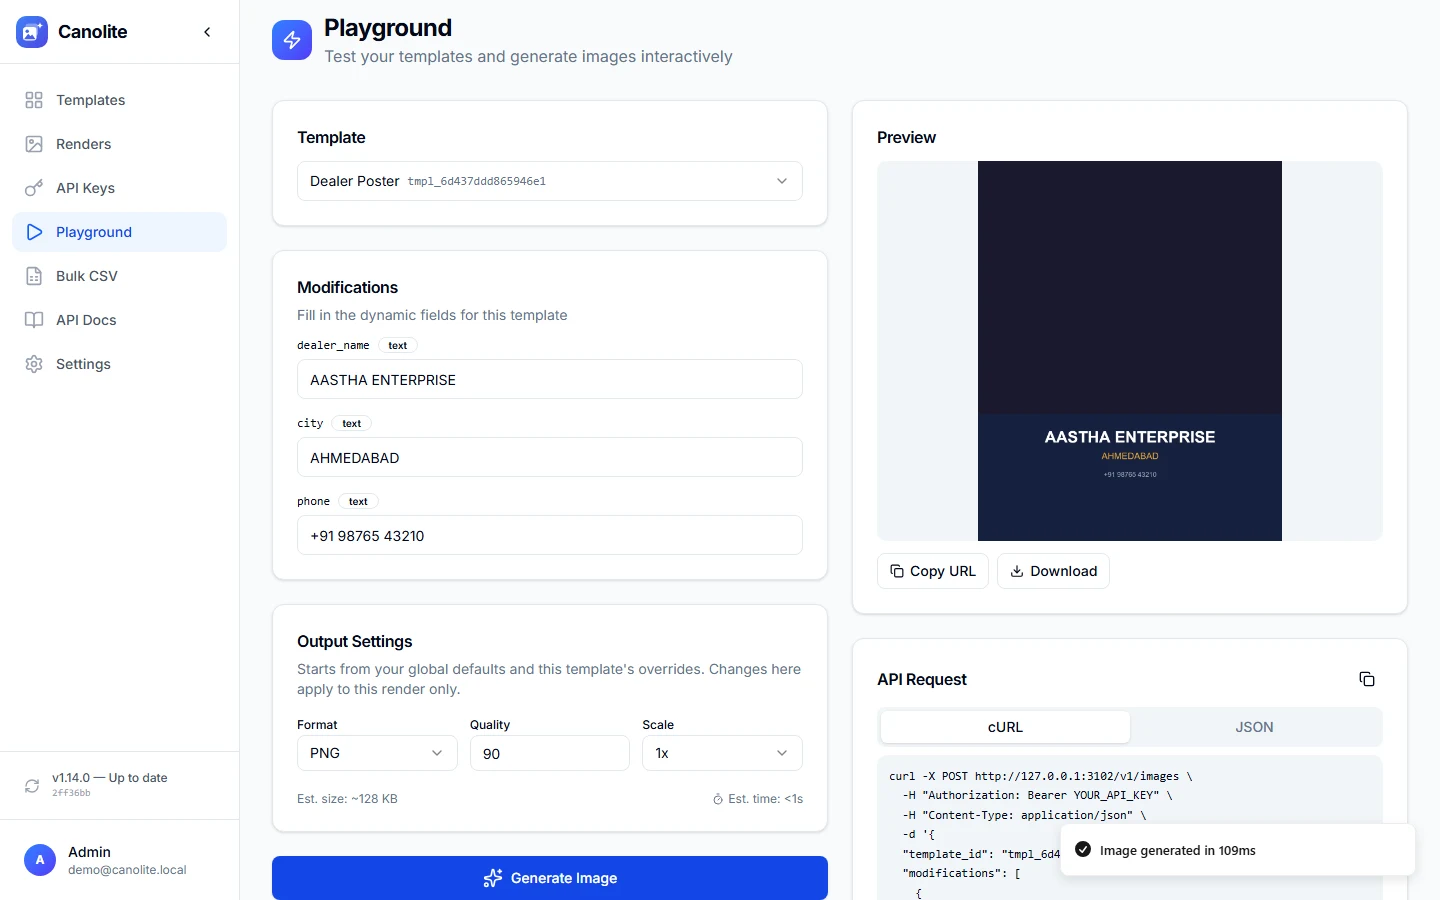 Canolite
Templates
Renders
API Keys
Playground
Bulk CSV
API Docs
Settings
v1.14.0 — Up to date
2ff36bb
A
Admin
demo@canolite.local
Playground
Test your templates and generate images interactively
Template
Dealer Poster tmpl_6d437ddd865946e1
Modifications
Fill in the dynamic fields for this template
dealer_name text
AASTHA ENTERPRISE
city text
AHMEDABAD
phone text
+91 98765 43210
Output Settings
Starts from your global defaults and this template's overrides. Changes here
apply to this render only.
Format Quality Scale
PNG 90 1x
Est. size: ~128 KB Est. time: <1s
Generate Image
Preview
AASTHA ENTERPRISE
AHMEDABAD
+91 98765 43210
Copy URL Download
API Request
cURL JSON
curl -X POST http://127.0.0.1:3102/v1/images \
-H "Authorization: Bearer YOUR_API_KEY" \
-H "Content-Type: application/json" \
-d '{
"template_id": "tmpl_6d4
"modifications": [
{
Image generated in 109ms